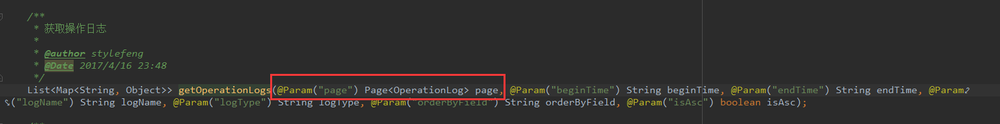 /**
* 获取操作日志
*
* @author stylefeng
* @Date 2017/4/16 23:48
*/
List<Map<String, Object>> getOperationLogs(@Param("page") Page<OperationLog> page, @Param("beginTime") String beginTime, @Param("endTime") String endTime, @Param
("logName") String logName, @Param("logType") String logType, @Param("orderByField") String orderByField, @Param("isAsc") boolean isAsc);
/**